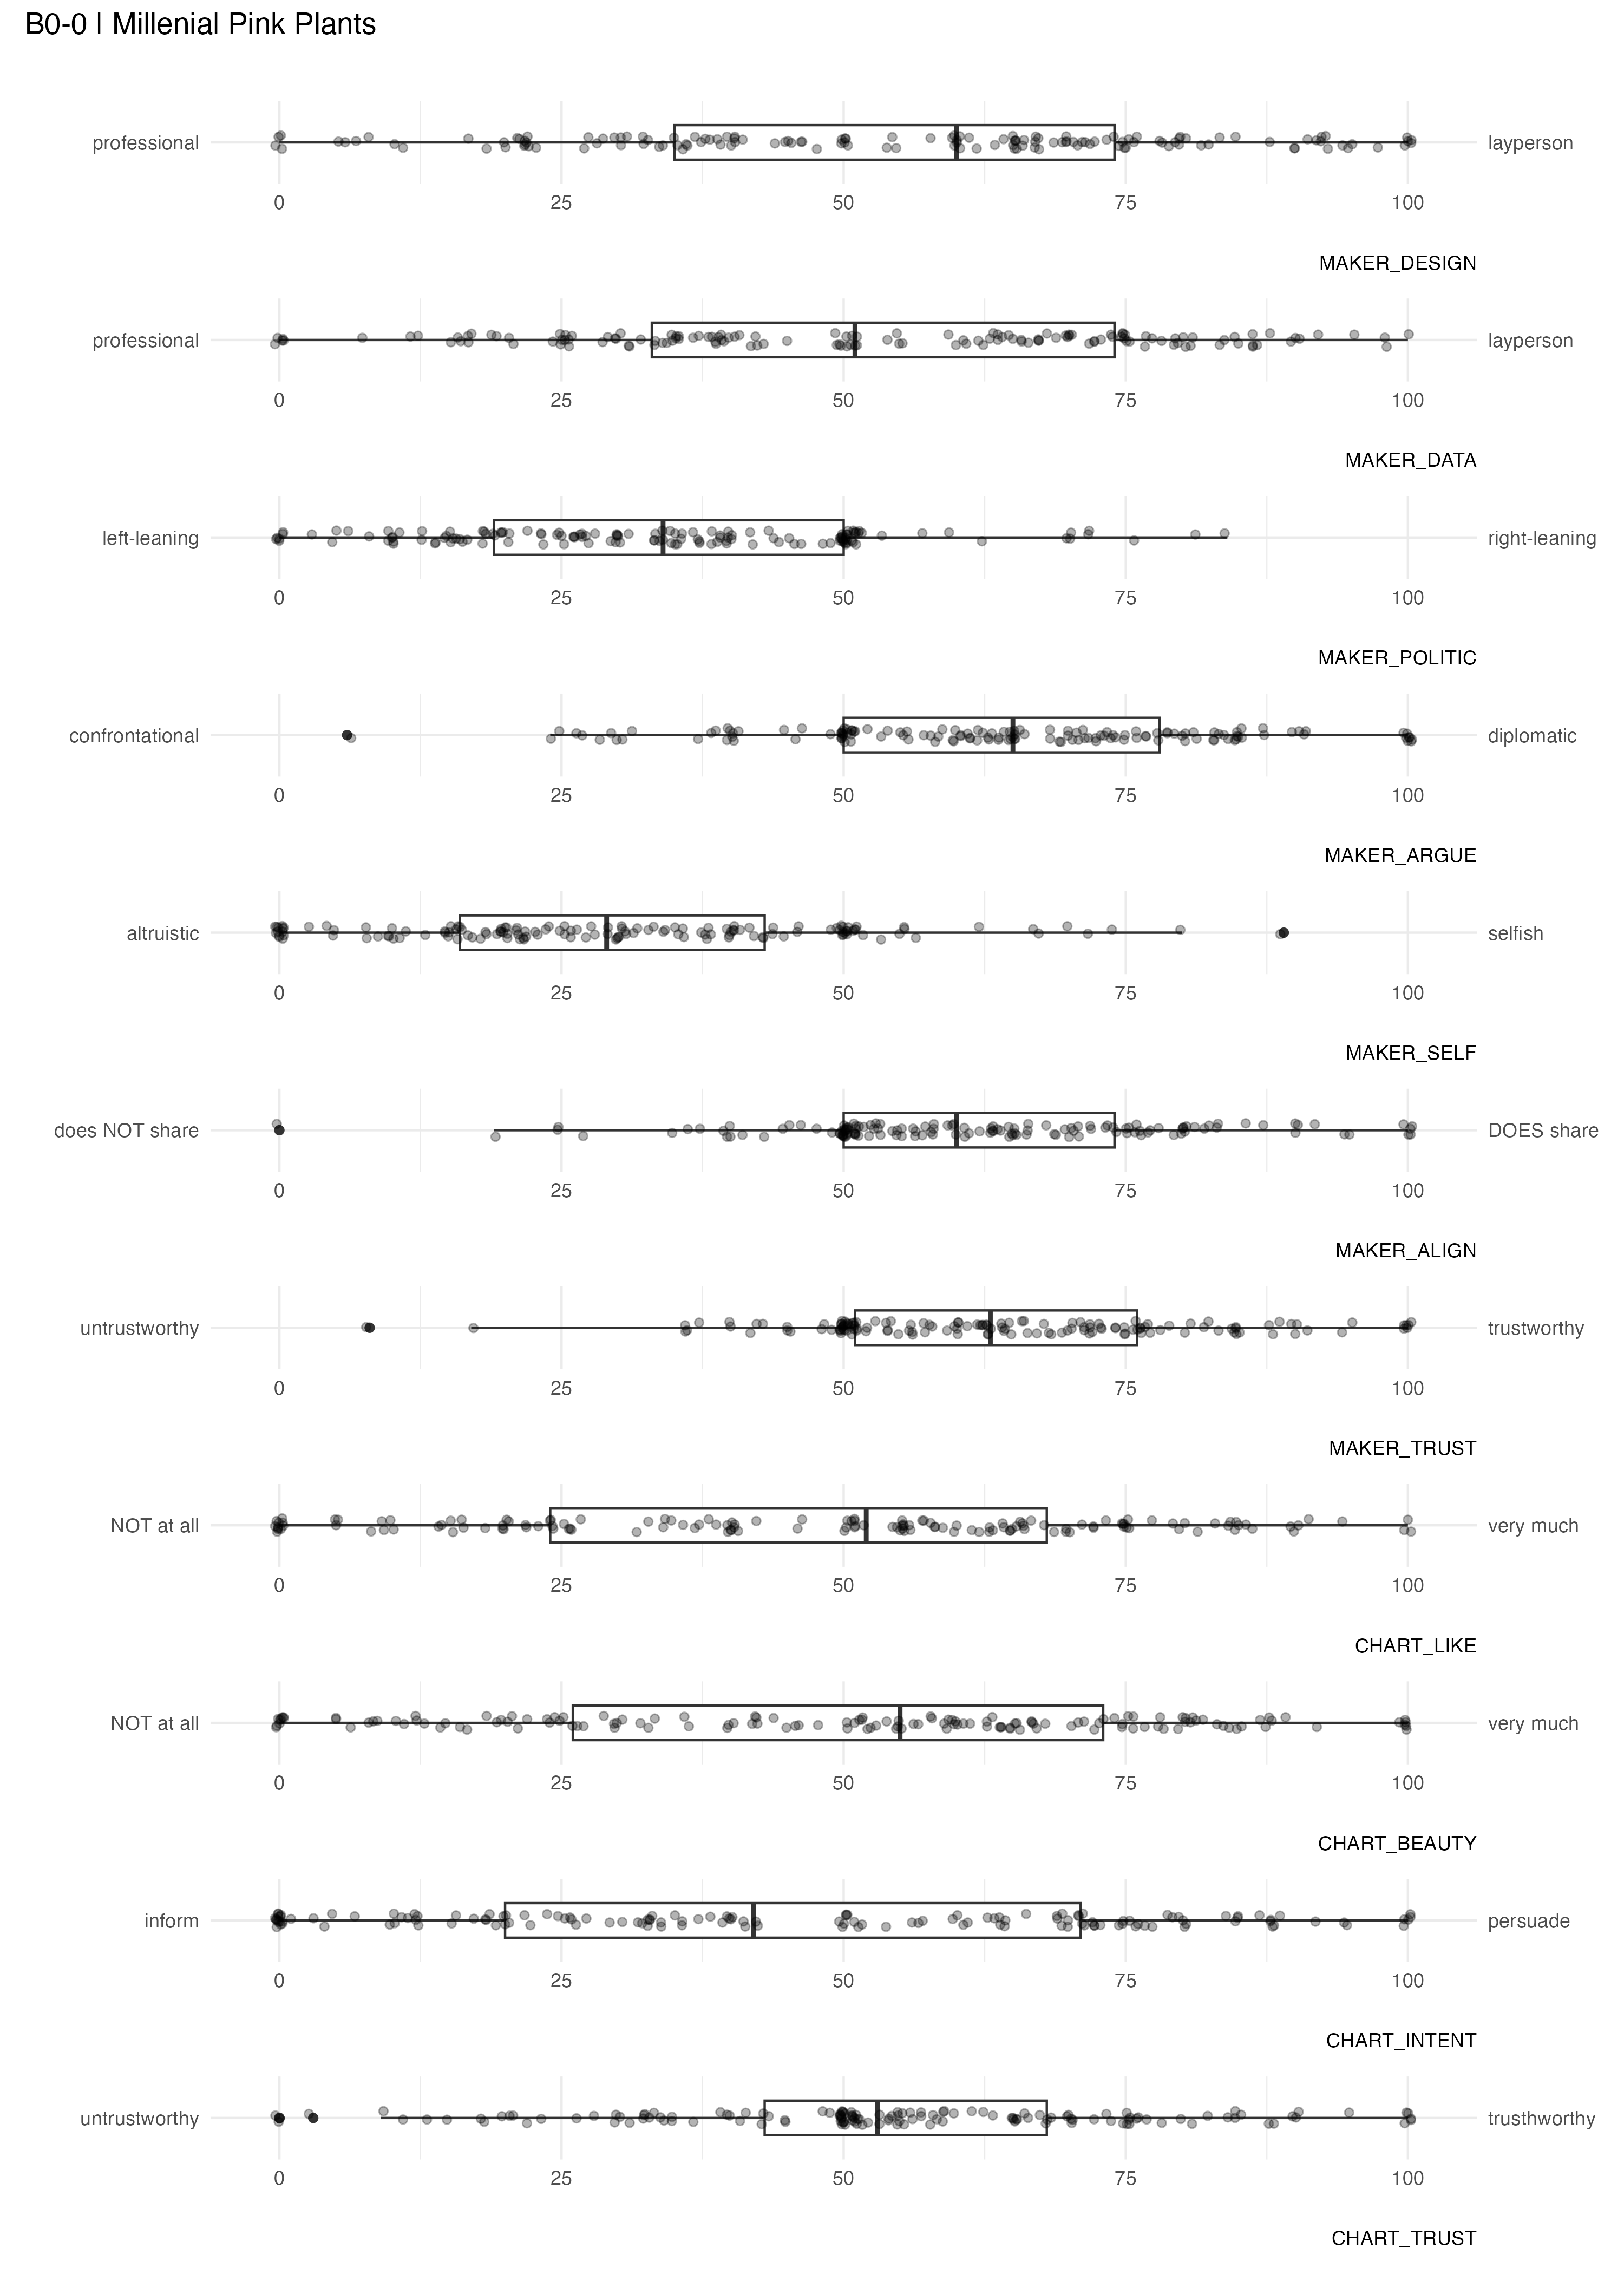 B0-0 | Millenial Pink Plants
professional layperson
0 25 50 75 100
MAKER_DESIGN
professional layperson
0 25 50 75 100
MAKER_DATA
left-leaning right-leaning
0 25 50 75 100
MAKER_POLITIC
confrontational diplomatic
0 25 50 75 100
MAKER_ARGUE
altruistic selfish
0 25 50 75 100
MAKER_SELF
does NOT share DOES share
0 25 50 75 100
MAKER_ALIGN
untrustworthy trustworthy
0 25 50 75 100
MAKER_TRUST
NOT at all very much
0 25 50 75 100
CHART_LIKE
NOT at all very much
0 25 50 75 100
CHART_BEAUTY
inform persuade
0 25 50 75 100
CHART_INTENT
untrustworthy trusthworthy
0 25 50 75 100
CHART_TRUST